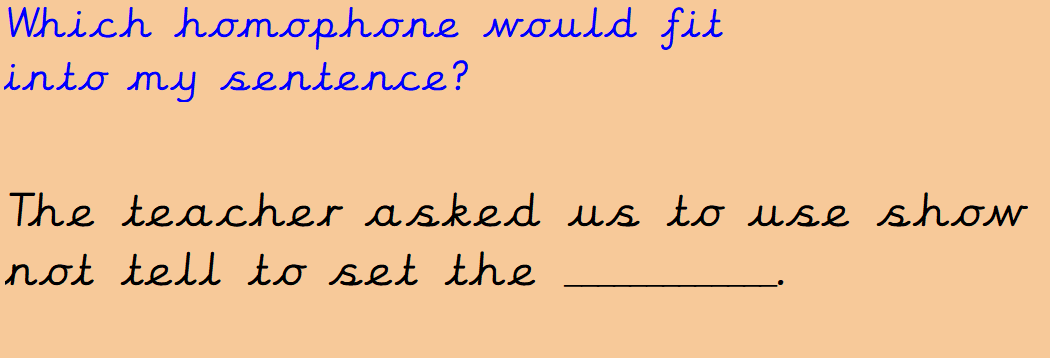 Which homophone would fit
into my sentence?
The teacher asked us to use show
not tell to set the ____________.